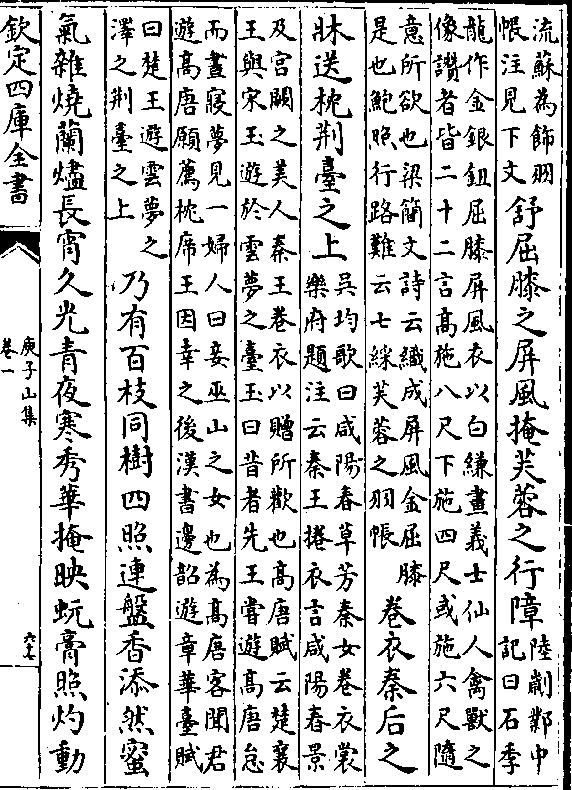 流蘇為飾羽
帳注見下文
舒屈膝之屏風掩芙蓉之行障
陸翽鄴中
記曰石季
龍作金銀鈕屈膝屏風衣以白縑畫義士仙人禽獸之
像讚者皆二十二言高施八尺下施四尺或施六尺隨
意所欲也梁簡文詩云織成屏風金屈膝
是也鮑照行路難云七綵芙蓉之羽帳
卷衣秦后之
牀送枕荆臺之上
吳均歌曰咸陽春草芳秦女卷衣裳
樂府題注云秦王捲衣言咸陽春景
及宮闕之美人秦王卷衣以贈所歡也高唐賦云楚襄
王與宋玉遊於雲夢之臺玉曰昔者先王嘗遊高唐怠
而晝寢夢見一婦人曰妾巫山之女也為高唐客聞君
遊高唐願薦枕席王因幸之後漢書邊韶遊章華臺賦
曰楚王遊雲夢之
澤之荆臺之上
乃有百枝同樹四照連盤香添然蜜
氣雜燒蘭燼長宵久光青夜寒秀華掩映蚖膏照灼動
欽定四庫全書
庾子山集
卷一
六七